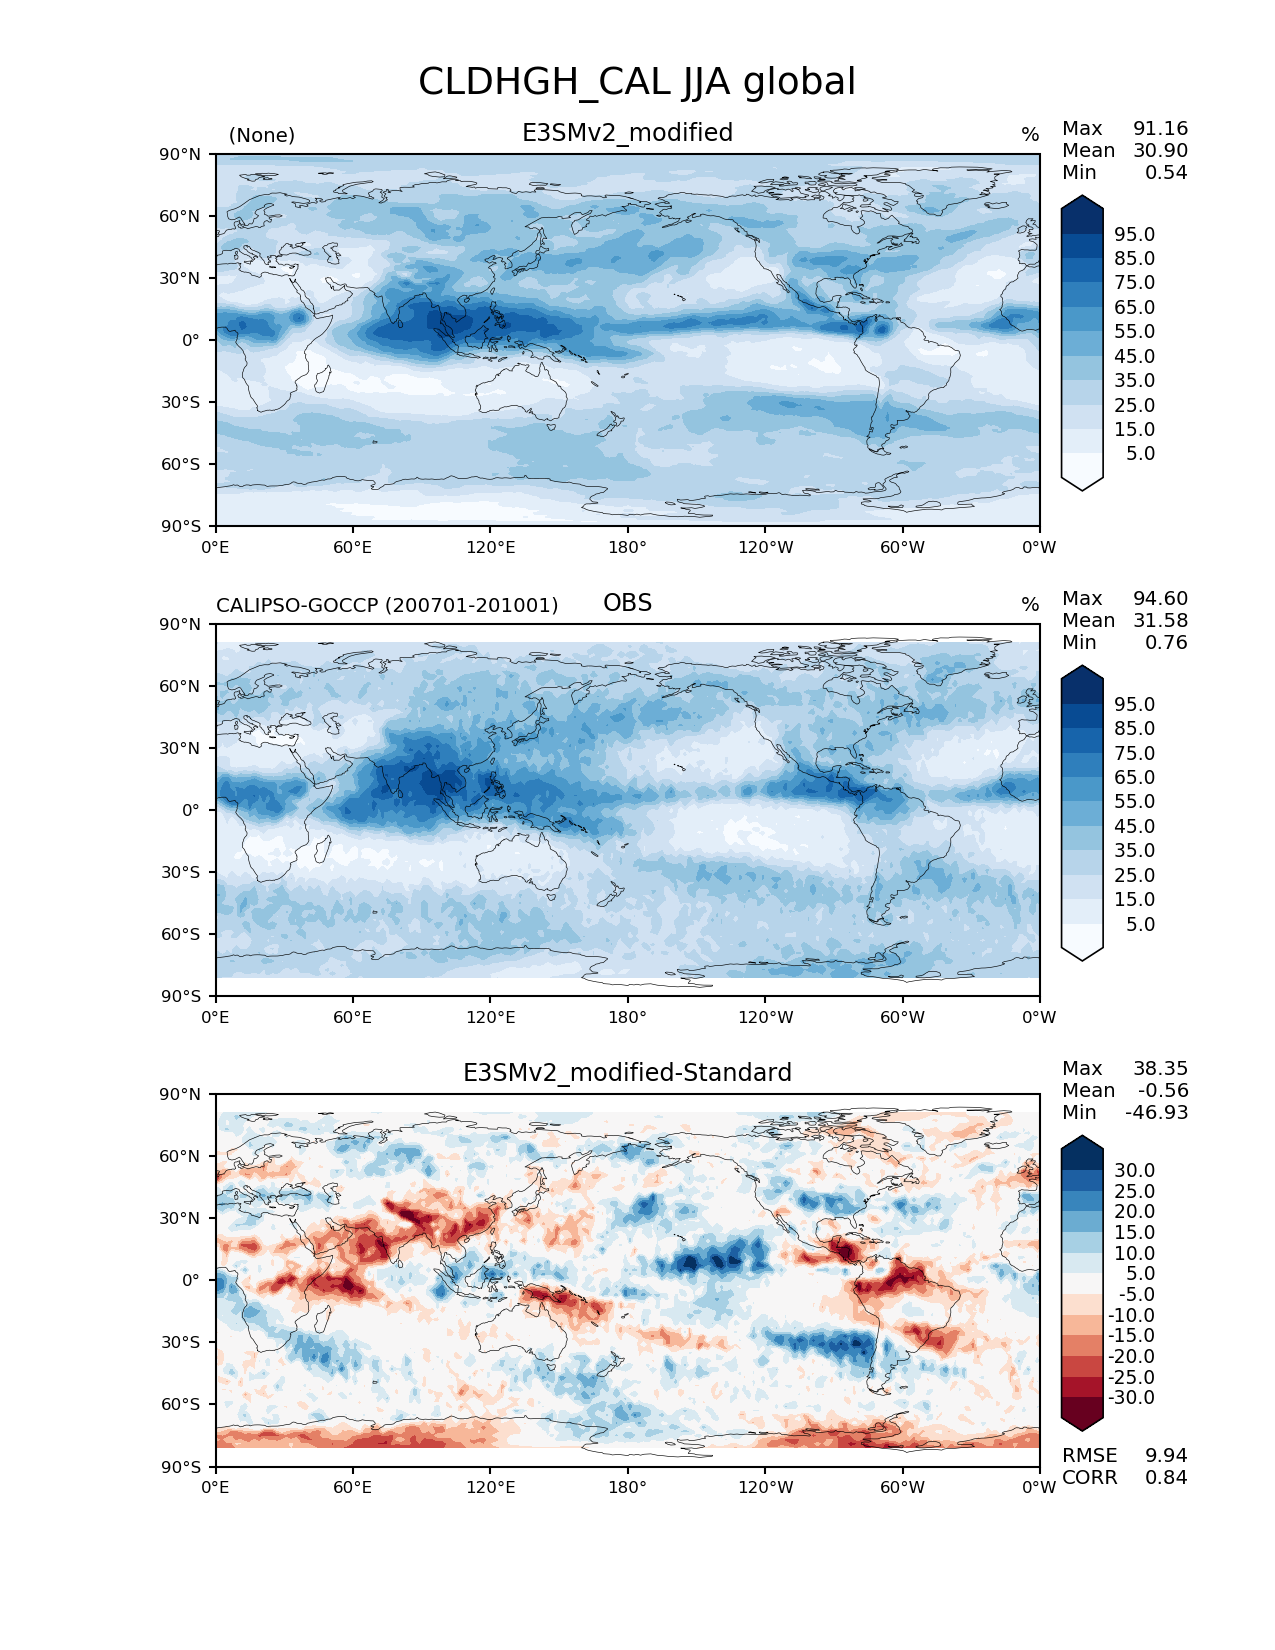 CLDHGH_CAL JJA global
(None) E3SMv2_modified %
Max 91.16
Mean 30.90
Min 0.54
90°N
60°N
30°N
0°
30°S
60°S
90°S
0°E 60°E 120°E 180° 120°W 60°W 0°W
95.0
85.0
75.0
65.0
55.0
45.0
35.0
25.0
15.0
5.0
CALIPSO-GOCCP (200701-201001) OBS %
Max 94.60
Mean 31.58
Min 0.76
90°N
60°N
30°N
0°
30°S
60°S
90°S
0°E 60°E 120°E 180° 120°W 60°W 0°W
95.0
85.0
75.0
65.0
55.0
45.0
35.0
25.0
15.0
5.0
E3SMv2_modified-Standard
Max 38.35
Mean -0.56
Min -46.93
90°N
60°N
30°N
0°
30°S
60°S
90°S
0°E 60°E 120°E 180° 120°W 60°W 0°W
30.0
25.0
20.0
15.0
10.0
5.0
-5.0
-10.0
-15.0
-20.0
-25.0
-30.0
RMSE 9.94
CORR 0.84